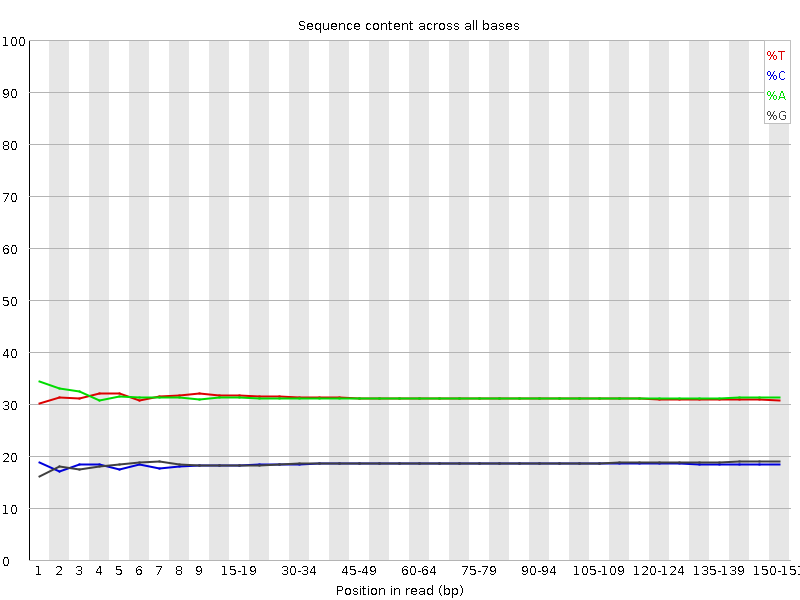 Sequence content across all bases
100
90
80
70
60
50
40
30
20
10
0
%T
%C
%A
%G
1 2 3 4 5 6 7 8 9 15-19 30-34 45-49 60-64 75-79 90-94 105-109 120-124 135-139 150-151
Position in read (bp)